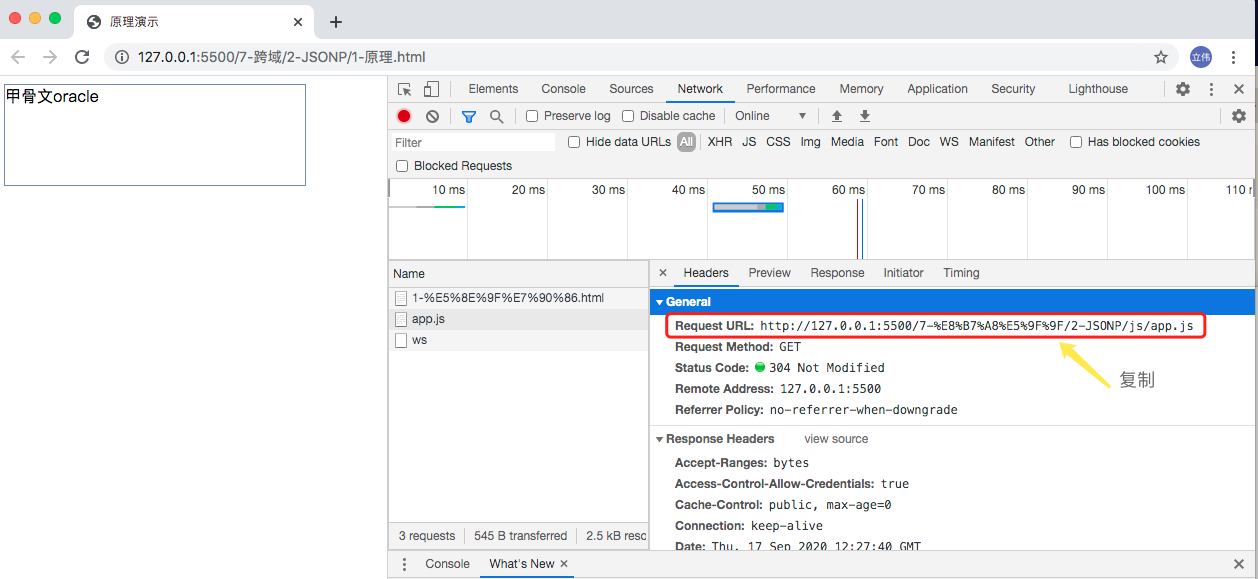 原理演示
127.0.0.1:5500/7-跨域/2-JSONP/1-原理.html
立伟
甲骨文oracle
Elements Console Sources Network Performance Memory Application Security Lighthouse
Preserve log Disable cache Online
Filter Hide data URLs All XHR JS CSS Img Media Font Doc WS Manifest Other Has blocked cookies
Blocked Requests
10 ms 20 ms 30 ms 40 ms 50 ms 60 ms 70 ms 80 ms 90 ms 100 ms 110
Name
1-%E5%8E%9F%E7%90%86.html
app.js
ws
3 requests 545 B transferred 2.5 kB resc
Headers Preview Response Initiator Timing
General
Request URL: http://127.0.0.1:5500/7-%E8%B7%A8%E5%9F%9F/2-JSONP/js/app.js
Request Method: GET
Status Code: 304 Not Modified
Remote Address: 127.0.0.1:5500
Referrer Policy: no-referrer-when-downgrade
复制
Response Headers view source
Accept-Ranges: bytes
Access-Control-Allow-Credentials: true
Cache-Control: public, max-age=0
Connection: keep-alive
Date: Thu, 17 Sep 2020 12:27:40 GMT
Console What's New